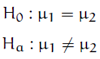 H₀ : μ₁ = μ₂
Hₐ : μ₁ ≠ μ₂